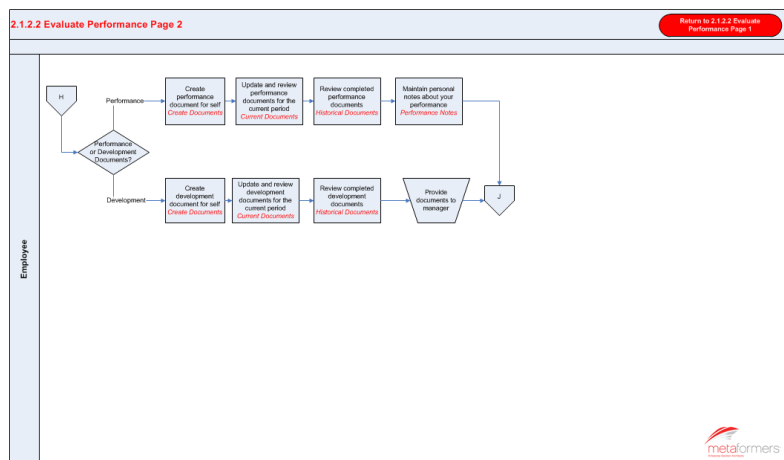 2.1.2.2 Evaluate Performance Page 2
Return to 2.1.2.2 Evaluate
Performance Page 1
Employee
H
Performance
or Development
Documents?
Performance
Create
performance
document for self
Create Documents
Update and review
performance
documents for the
current period
Current Documents
Review completed
performance
documents
Historical Documents
Maintain personal
notes about your
performance
Performance Notes
Development
Create
development
document for self
Create Documents
Update and review
development
documents for the
current period
Current Documents
Review completed
development
documents
Historical Documents
Provide
documents to
manager
J
metaformers